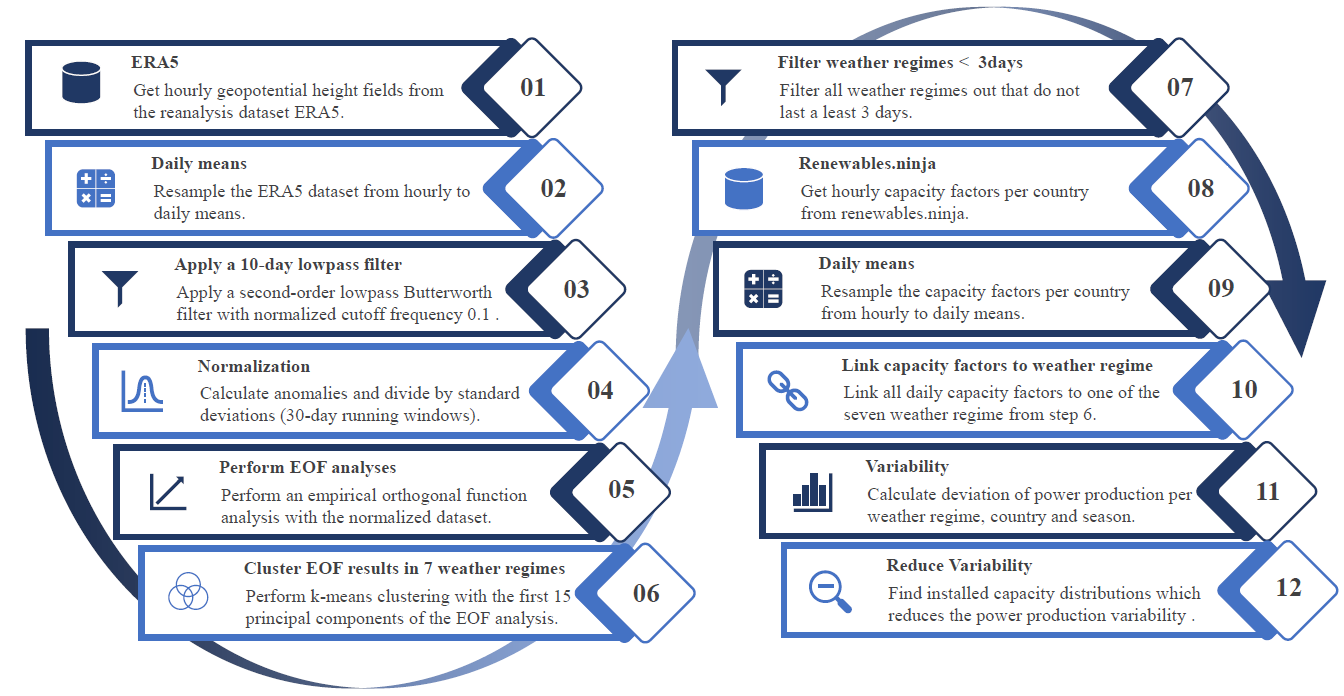 ERA5
Get hourly geopotential height fields from
the reanalysis dataset ERA5.
01
Daily means
Resample the ERA5 dataset from hourly to
daily means.
02
Apply a 10-day lowpass filter
Apply a second-order lowpass Butterworth
filter with normalized cutoff frequency 0.1 .
03
Normalization
Calculate anomalies and divide by standard
deviations (30-day running windows).
04
Perform EOF analyses
Perform an empirical orthogonal function
analysis with the normalized dataset.
05
Cluster EOF results in 7 weather regimes
Perform k-means clustering with the first 15
principal components of the EOF analysis.
06
Filter weather regimes < 3days
Filter all weather regimes out that do not
last a least 3 days.
07
Renewables.ninja
Get hourly capacity factors per country
from renewables.ninja.
08
Daily means
Resample the capacity factors per country
from hourly to daily means.
09
Link capacity factors to weather regime
Link all daily capacity factors to one of the
seven weather regime from step 6.
10
Variability
Calculate deviation of power production per
weather regime, country and season.
11
Reduce Variability
Find installed capacity distributions which
reduces the power production variability .
12